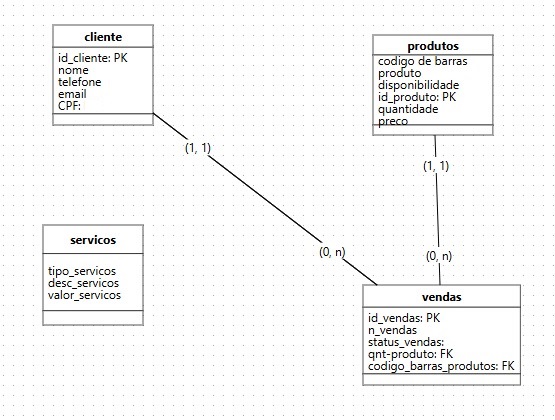 cliente
id_cliente: PK
nome
telefone
email
CPF:
produtos
codigo de barras
produto
disponibilidade
id_produto: PK
quantidade
preco
(1, 1)
(1, 1)
servicos
tipo_servicos
desc_servicos
valor_servicos
(0, n)
(0, n)
vendas
id_vendas: PK
n_vendas
status_vendas:
qnt-produto: FK
codigo_barras_produtos: FK